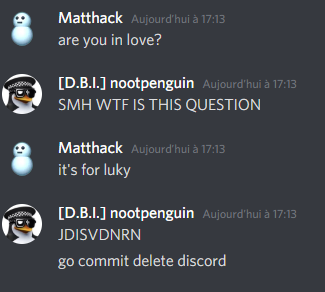 Matthack Aujourd'hui à 17:13
are you in love?
[D.B.I.] nootpenguin Aujourd'hui à 17:13
SMH WTF IS THIS QUESTION
Matthack Aujourd'hui à 17:13
it's for luky
[D.B.I.] nootpenguin Aujourd'hui à 17:13
JDISVDNRN
go commit delete discord